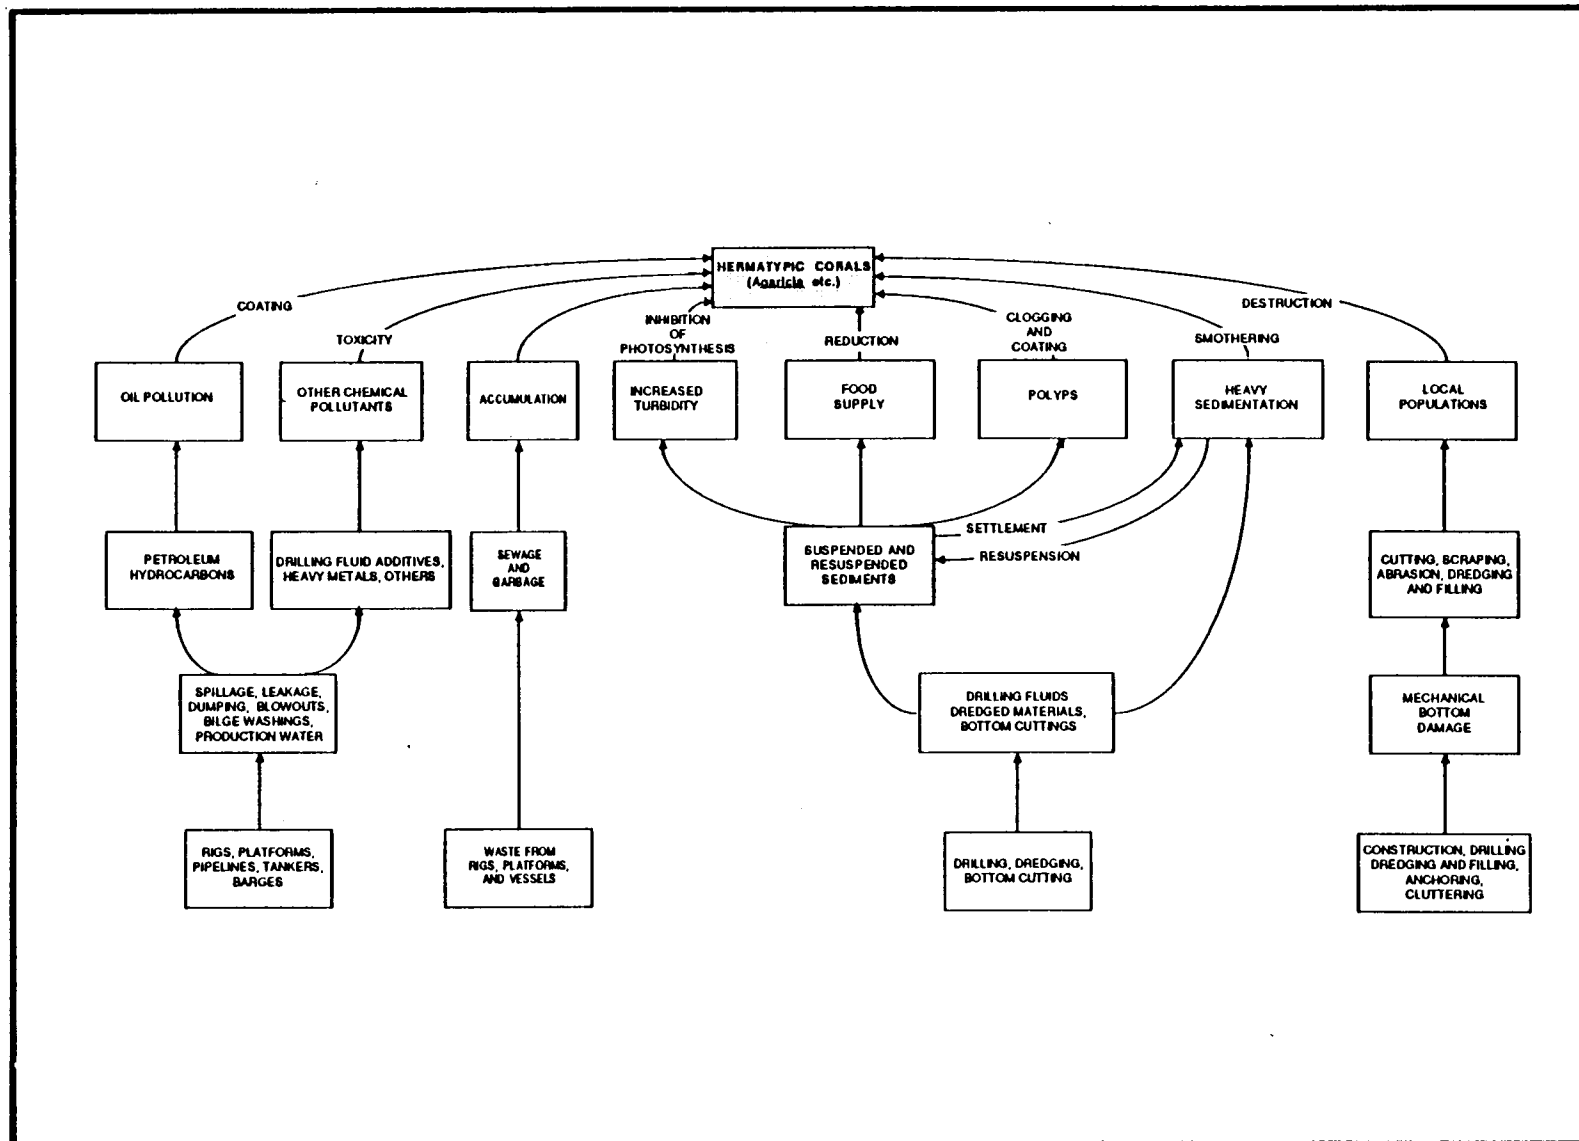 HERMATYPIC CORALS
(Agaricia etc.)
COATING
TOXICITY
INHIBITION
OF
PHOTOSYNTHESIS
REDUCTION
CLOGGING
AND
COATING
SMOTHERING
DESTRUCTION
OIL POLLUTION
OTHER CHEMICAL
POLLUTANTS
ACCUMULATION
INCREASED
TURBIDITY
FOOD
SUPPLY
POLYPS
HEAVY
SEDIMENTATION
LOCAL
POPULATIONS
PETROLEUM
HYDROCARBONS
DRILLING FLUID ADDITIVES,
HEAVY METALS, OTHERS
SEWAGE
AND
GARBAGE
SUSPENDED AND
RESUSPENDED
SEDIMENTS
SETTLEMENT
RESUSPENSION
CUTTING, SCRAPING,
ABRASION, DREDGING
AND FILLING
SPILLAGE, LEAKAGE,
DUMPING, BLOWOUTS,
BILGE WASHINGS,
PRODUCTION WATER
DRILLING FLUIDS
DREDGED MATERIALS,
BOTTOM CUTTINGS
MECHANICAL
BOTTOM
DAMAGE
RIGS, PLATFORMS,
PIPELINES, TANKERS,
BARGES
WASTE FROM
RIGS, PLATFORMS,
AND VESSELS
DRILLING, DREDGING,
BOTTOM CUTTING
CONSTRUCTION, DRILLING
DREDGING AND FILLING,
ANCHORING,
CLUTTERING